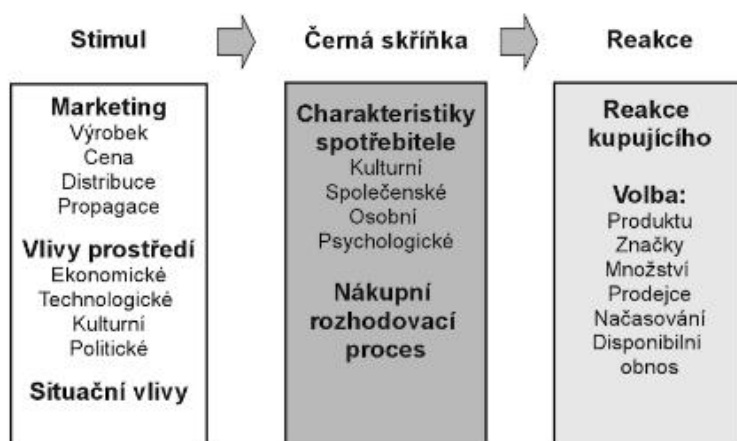 Stimul
Černá skříňka
Reakce
Marketing
Výrobek
Cena
Distribuce
Propagace
Vlivy prostředí
Ekonomické
Technologické
Kulturní
Politické
Situační vlivy
Charakteristiky
spotřebitele
Kulturní
Společenské
Osobní
Psychologické
Nákupní
rozhodovací
proces
Reakce
kupujícího
Volba:
Produktu
Značky
Množství
Prodejce
Načasování
Disponibilní
obnos